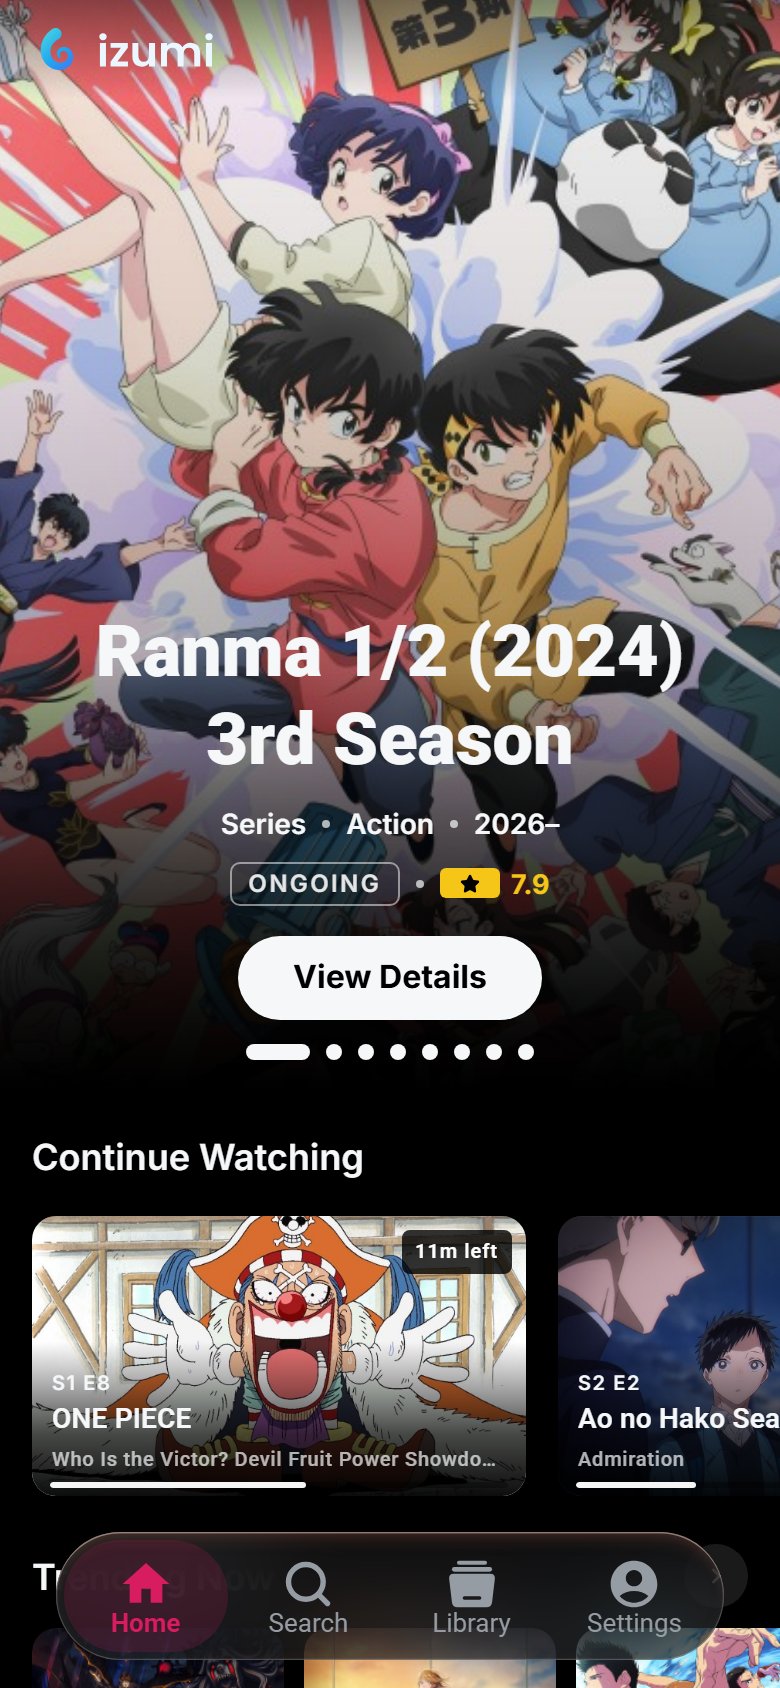 第3期
izumi
Ranma 1/2 (2024)
3rd Season
Series • Action • 2026–
ONGOING • 7.9
View Details
Continue Watching
11m left
S1 E8
ONE PIECE
Who Is the Victor? Devil Fruit Power Showdo…
S2 E2
Ao no Hako Sea
Admiration
Trending Now
Home
Search
Library
Settings